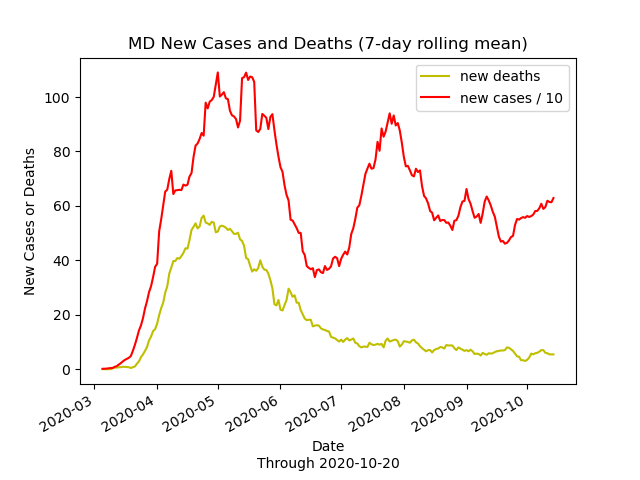 MD New Cases and Deaths (7-day rolling mean)
new deaths
new cases / 10
New Cases or Deaths
100
80
60
40
20
0
2020-03
2020-04
2020-05
2020-06
2020-07
2020-08
2020-09
2020-10
Date
Through 2020-10-20